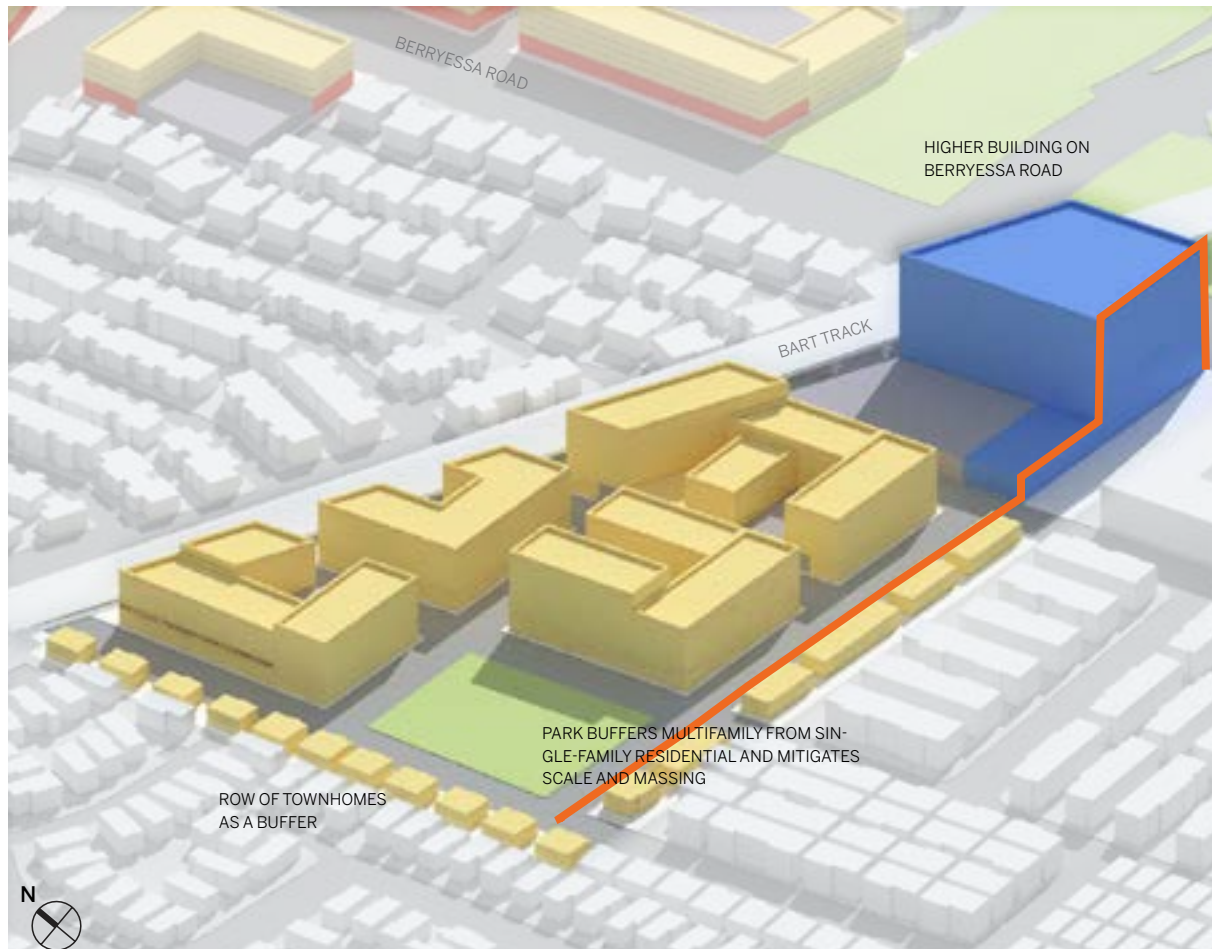 BERRYESSA ROAD
HIGHER BUILDING ON
BERRYESSA ROAD
BART TRACK
PARK BUFFERS MULTIFAMILY FROM SIN-
GLE-FAMILY RESIDENTIAL AND MITIGATES
SCALE AND MASSING
ROW OF TOWNHOMES
AS A BUFFER
N